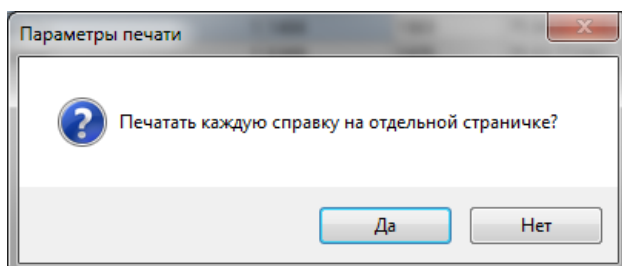 Параметры печати
Печатать каждую справку на отдельной страничке?
Да
Нет